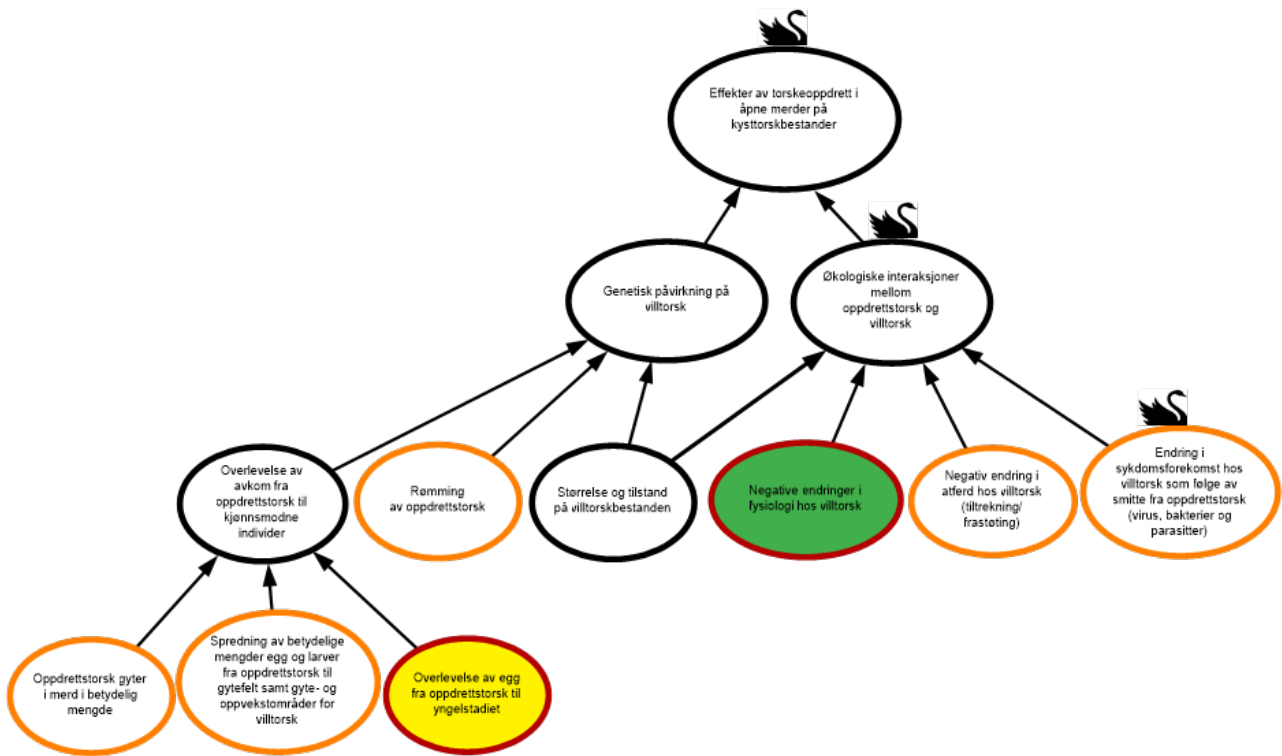 Effekter av torskeoppdrett i
åpne merder på
kysttorskbestander
Genetisk påvirkning på
villtorsk
Økologiske interaksjoner
mellom
oppdrettstorsk og
villtorsk
Overlevelse av
avkom fra
oppdrettstorsk til
kjønnsmodne
individer
Rømming
av oppdrettstorsk
Størrelse og tilstand
på villtorskbestanden
Negative endringer i
fysiologi hos villtorsk
Negativ endring i
atferd hos villtorsk
(tiltrekning/
frastøting)
Endring i
sykdomsforekomst hos
villtorsk som følge av
smitte fra oppdrettstorsk
(virus, bakterier og
parasitter)
Oppdrettstorsk gyter
i merd i betydelig
mengde
Spredning av betydelige
mengder egg og larver
fra oppdrettstorsk til
gytefelt samt gyte- og
oppvekstområder for
villtorsk
Overlevelse av egg
fra oppdrettstorsk til
yngelstadiet